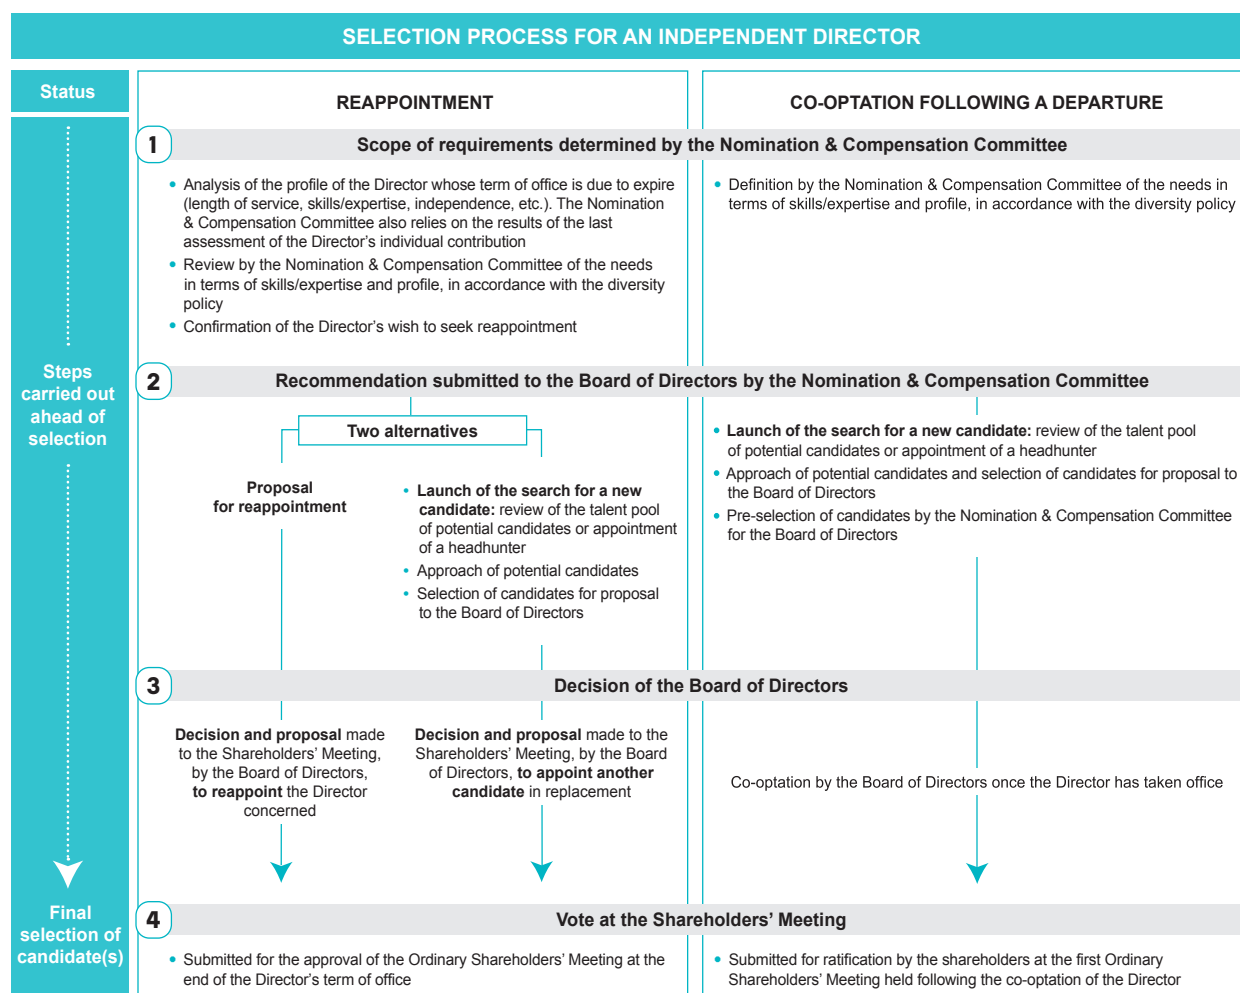 SELECTION PROCESS FOR AN INDEPENDENT DIRECTOR
Status
REAPPOINTMENT
CO-OPTATION FOLLOWING A DEPARTURE
1
Scope of requirements determined by the Nomination & Compensation Committee
• Analysis of the profile of the Director whose term of office is due to expire
(length of service, skills/expertise, independence, etc.). The Nomination
& Compensation Committee also relies on the results of the last
assessment of the Director's individual contribution
• Review by the Nomination & Compensation Committee of the needs
in terms of skills/expertise and profile, in accordance with the diversity
policy
• Confirmation of the Director's wish to seek reappointment
• Definition by the Nomination & Compensation Committee of the needs in
terms of skills/expertise and profile, in accordance with the diversity policy
Steps
carried out
ahead of
selection
2
Recommendation submitted to the Board of Directors by the Nomination & Compensation Committee
Two alternatives
Proposal
for reappointment
• Launch of the search for a new
candidate: review of the talent pool
of potential candidates or appointment
of a headhunter
• Approach of potential candidates
• Selection of candidates for proposal
to the Board of Directors
• Launch of the search for a new candidate: review of the talent pool
of potential candidates or appointment of a headhunter
• Approach of potential candidates and selection of candidates for proposal to
the Board of Directors
• Pre-selection of candidates by the Nomination & Compensation Committee
for the Board of Directors
3
Decision of the Board of Directors
Decision and proposal made
to the Shareholders' Meeting,
by the Board of Directors,
to reappoint the Director
concerned
Decision and proposal made to the
Shareholders' Meeting, by the Board
of Directors, to appoint another
candidate in replacement
Co-optation by the Board of Directors once the Director has taken office
Final
selection of
candidate(s)
4
Vote at the Shareholders' Meeting
• Submitted for the approval of the Ordinary Shareholders' Meeting at the
end of the Director's term of office
• Submitted for ratification by the shareholders at the first Ordinary
Shareholders' Meeting held following the co-optation of the Director